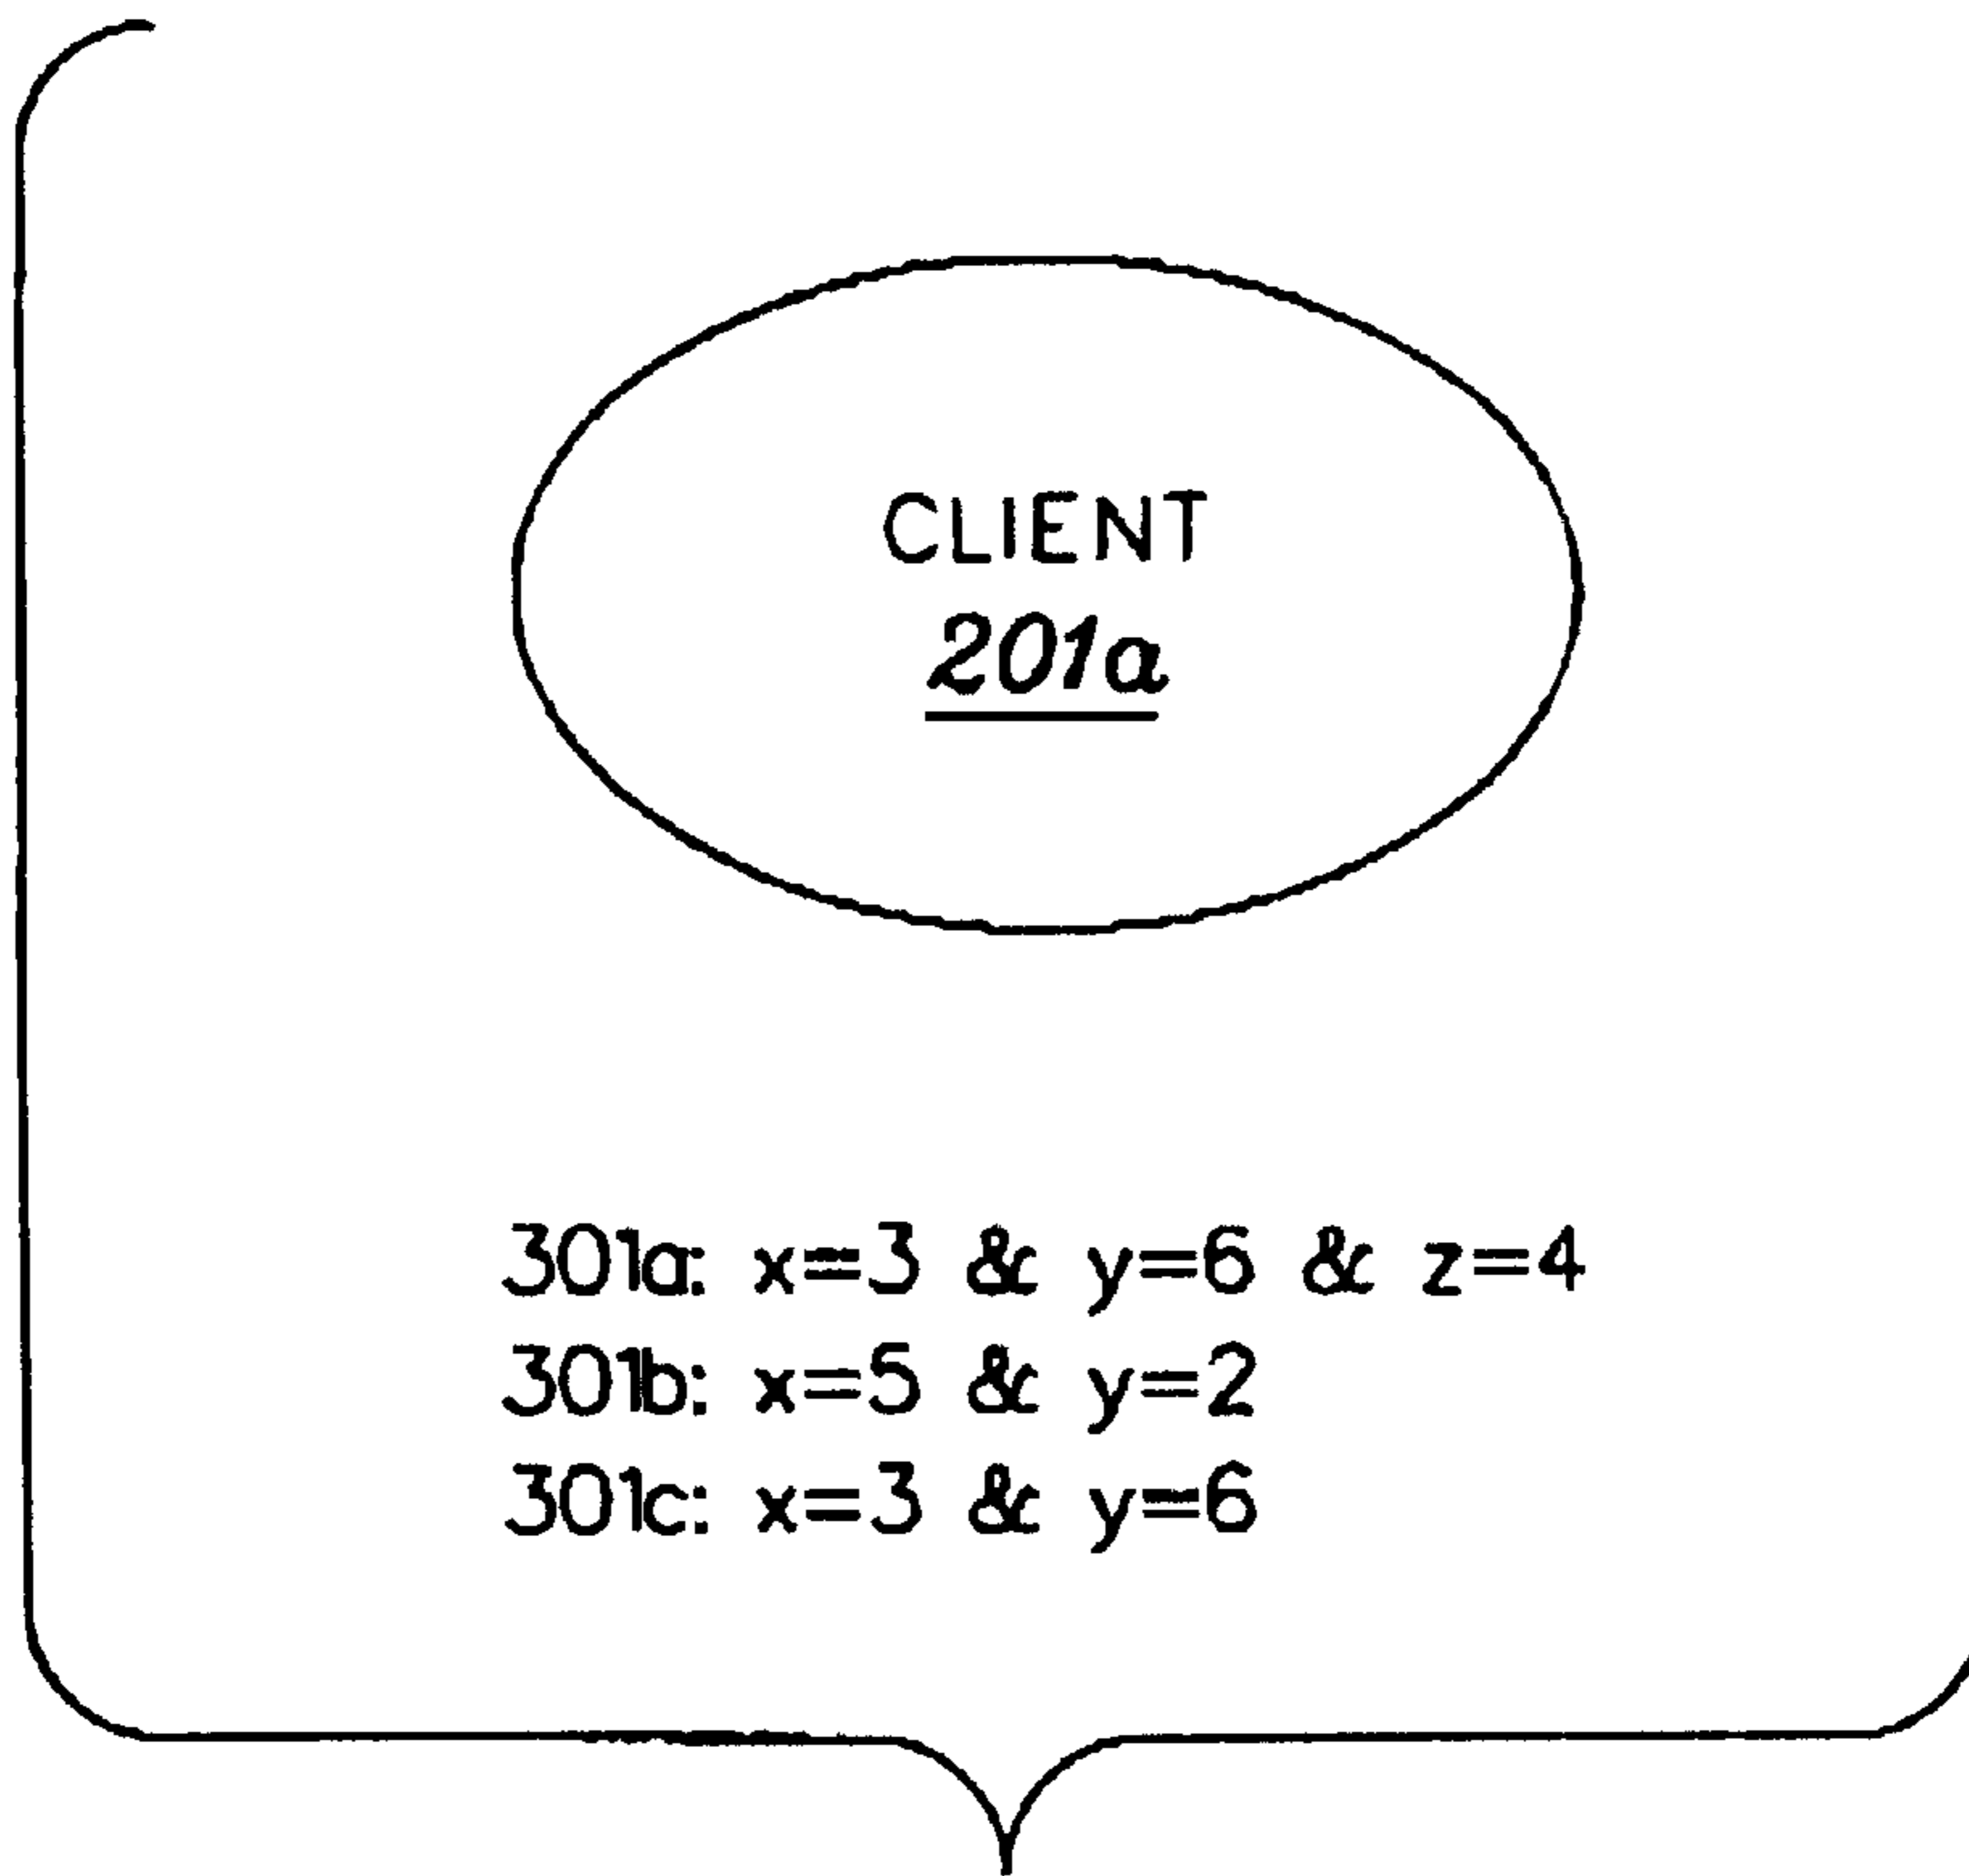 CLIENT
201a
301a: x=3 & y=6 & z=4
301b: x=5 & y=2
301c: x=3 & y=6